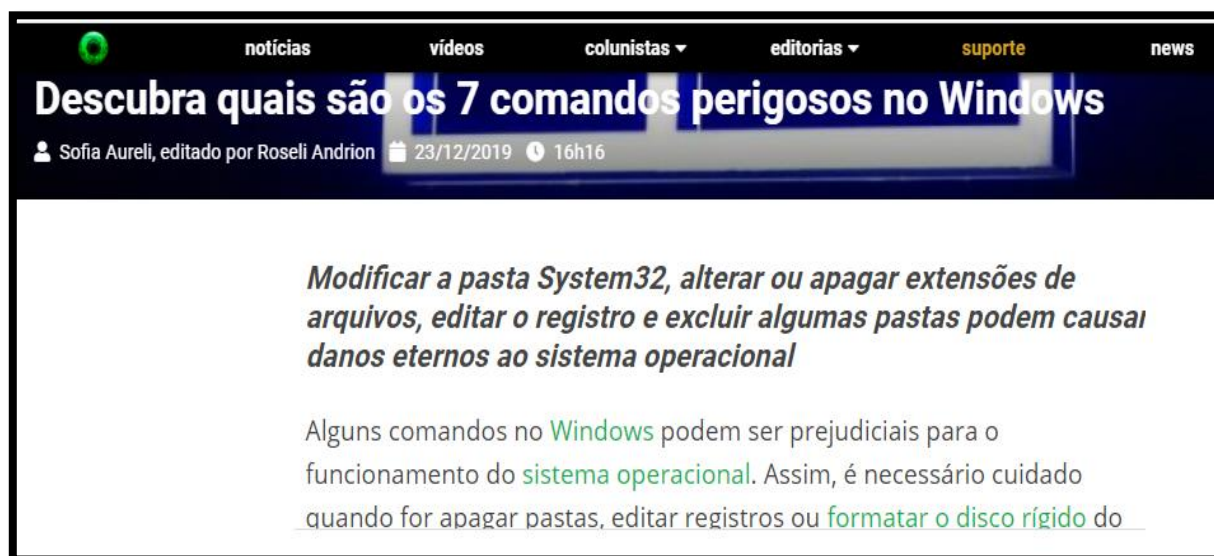 notícias vídeos colunistas editorias suporte news
Descubra quais são os 7 comandos perigosos no Windows
Sofia Aureli, editado por Roseli Andrion 23/12/2019 16h16
Modificar a pasta System32, alterar ou apagar extensões de
arquivos, editar o registro e excluir algumas pastas podem causar
danos eternos ao sistema operacional
Alguns comandos no Windows podem ser prejudiciais para o
funcionamento do sistema operacional. Assim, é necessário cuidado
quando for apagar pastas, editar registros ou formatar o disco rígido do